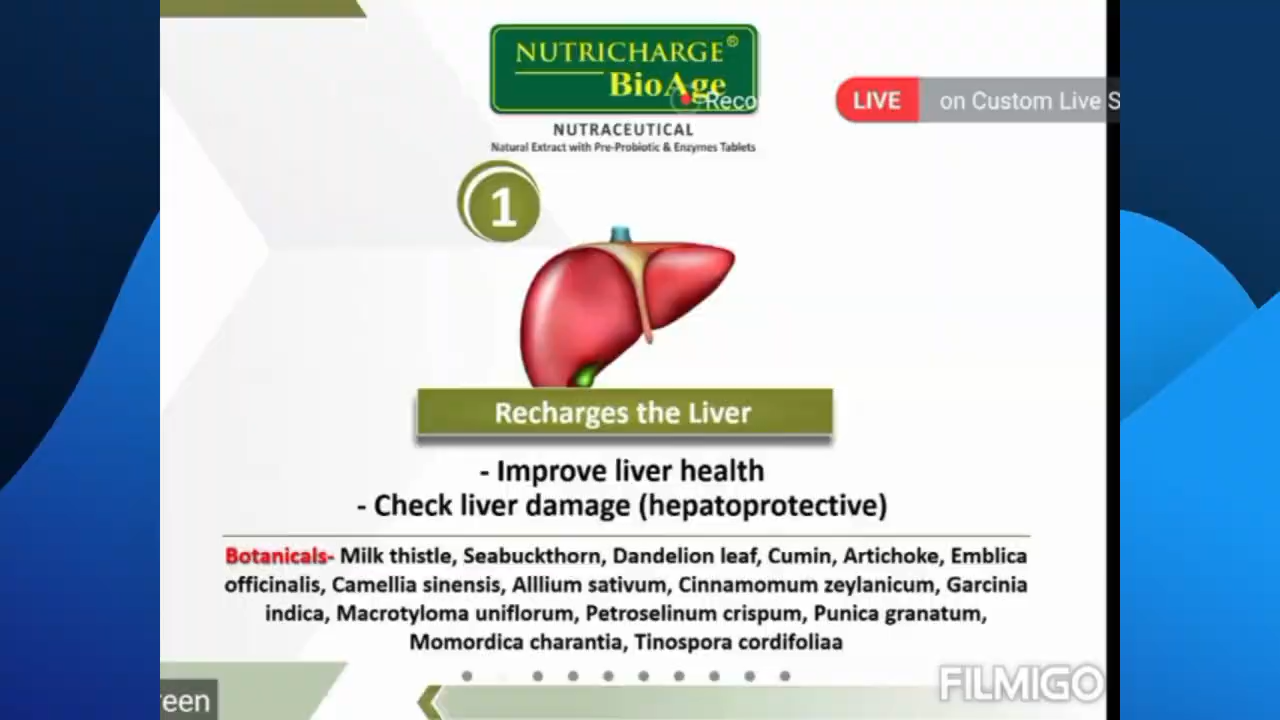 NUTRICHARGE®
BioAge
Reco
LIVE
on Custom Live S
NUTRACEUTICAL
Natural Extract with Pre-Probiotic & Enzymes Tablets
1
Recharges the Liver
- Improve liver health
- Check liver damage (hepatoprotective)
Botanicals- Milk thistle, Seabuckthorn, Dandelion leaf, Cumin, Artichoke, Emblica
officinalis, Camellia sinensis, Alllium sativum, Cinnamomum zeylanicum, Garcinia
indica, Macrotyloma uniflorum, Petroselinum crispum, Punica granatum,
Momordica charantia, Tinospora cordifoliaa
FILMIGO
reen